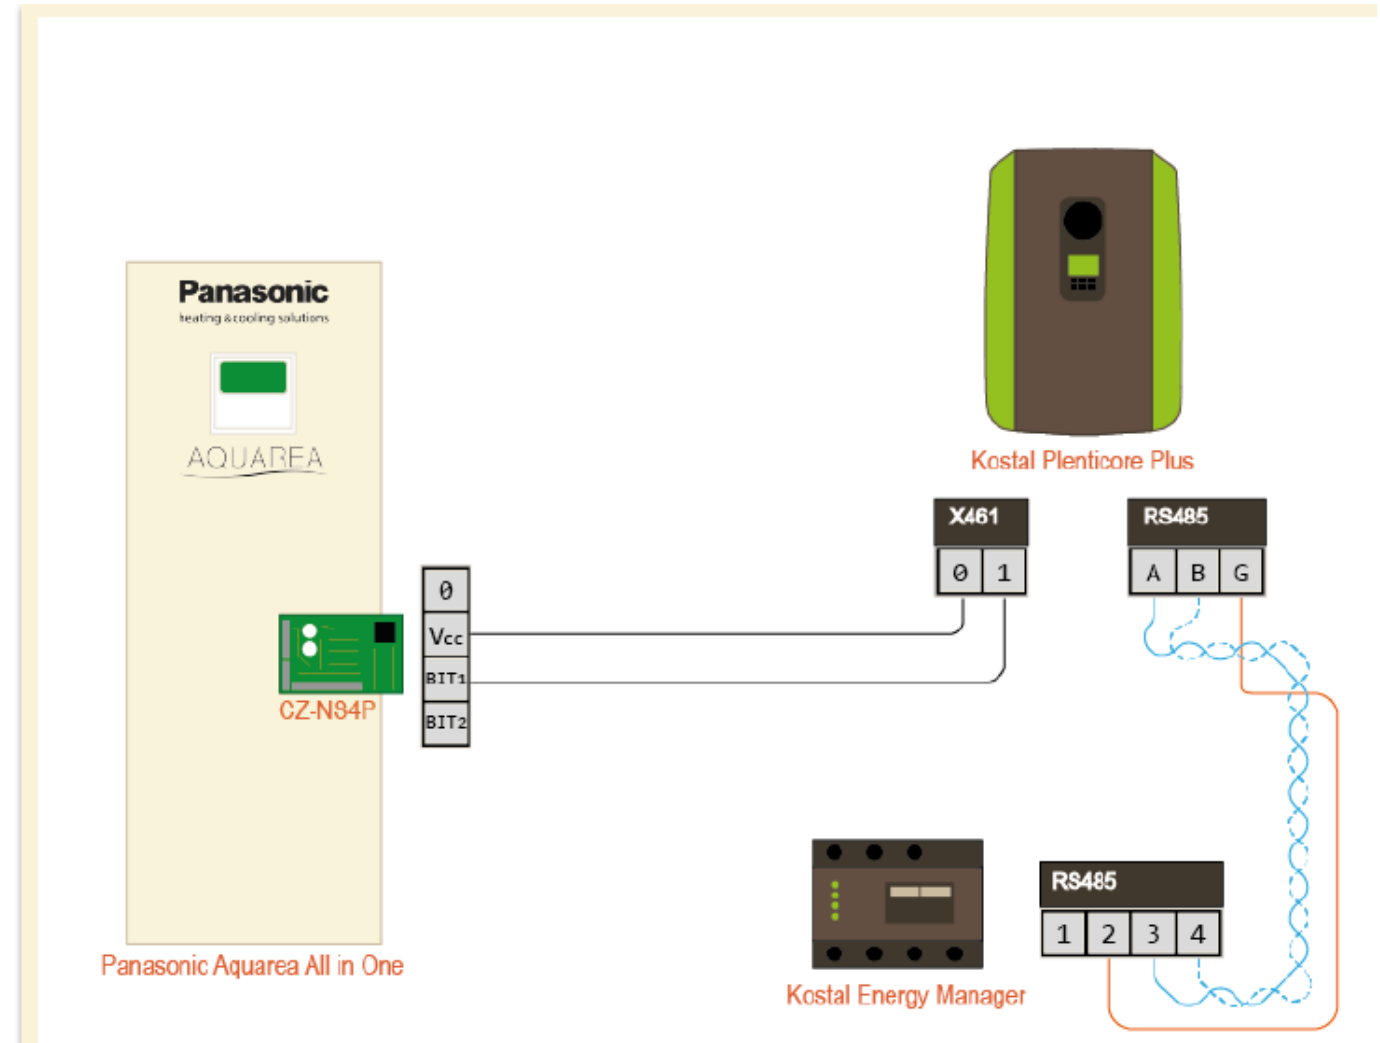 Panasonic
heating & cooling solutions
AQUAREA
Kostal Plenticore Plus
X461
0 1
RS485
A B G
0
Vcc
BIT1
BIT2
CZ-NS4P
RS485
1 2 3 4
Panasonic Aquarea All in One
Kostal Energy Manager